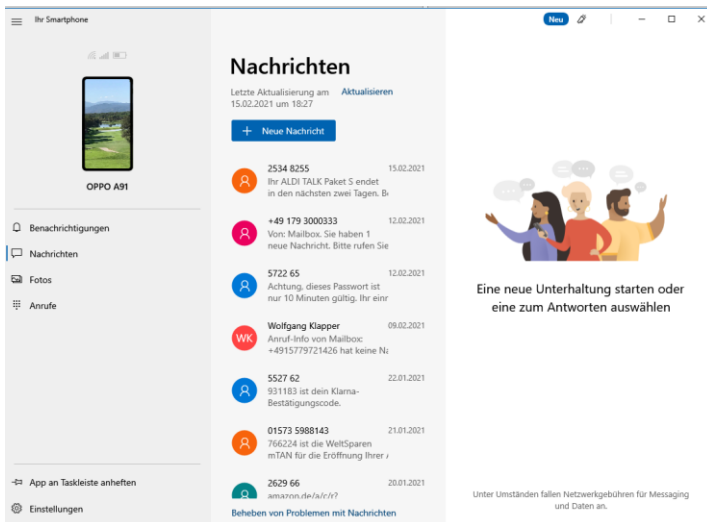 Ihr Smartphone
Neu
OPPO A91
Benachrichtigungen
Nachrichten
Fotos
Anrufe
App an Taskleiste anheften
Einstellungen
Nachrichten
Letzte Aktualisierung am
15.02.2021 um 18:27
Aktualisieren
+ Neue Nachricht
2534 8255 15.02.2021
Ihr ALDI TALK Paket S endet
in den nächsten zwei Tagen.
+49 179 3000333 12.02.2021
Von: Mailbox. Sie haben 1
neue Nachricht. Bitte rufen Sie
5722 65 12.02.2021
Achtung, dieses Passwort ist
nur 10 Minuten gültig. Ihr
WK
Wolfgang Klapper 09.02.2021
Anruf-Info von Mailbox:
+4915779721426 hat keine
5527 62 22.01.2021
931183 ist dein Klarna-
Bestätigungscode.
01573 5988143 21.01.2021
766224 ist die WeltSparen
mTAN für die Eröffnung Ihrer
2629 66 20.01.2021
amazon.de/a/c/r?
Beheben von Problemen mit Nachrichten
Eine neue Unterhaltung starten oder
eine zum Antworten auswählen
Unter Umständen fallen Netzwerkgebühren für Messaging
und Daten an.